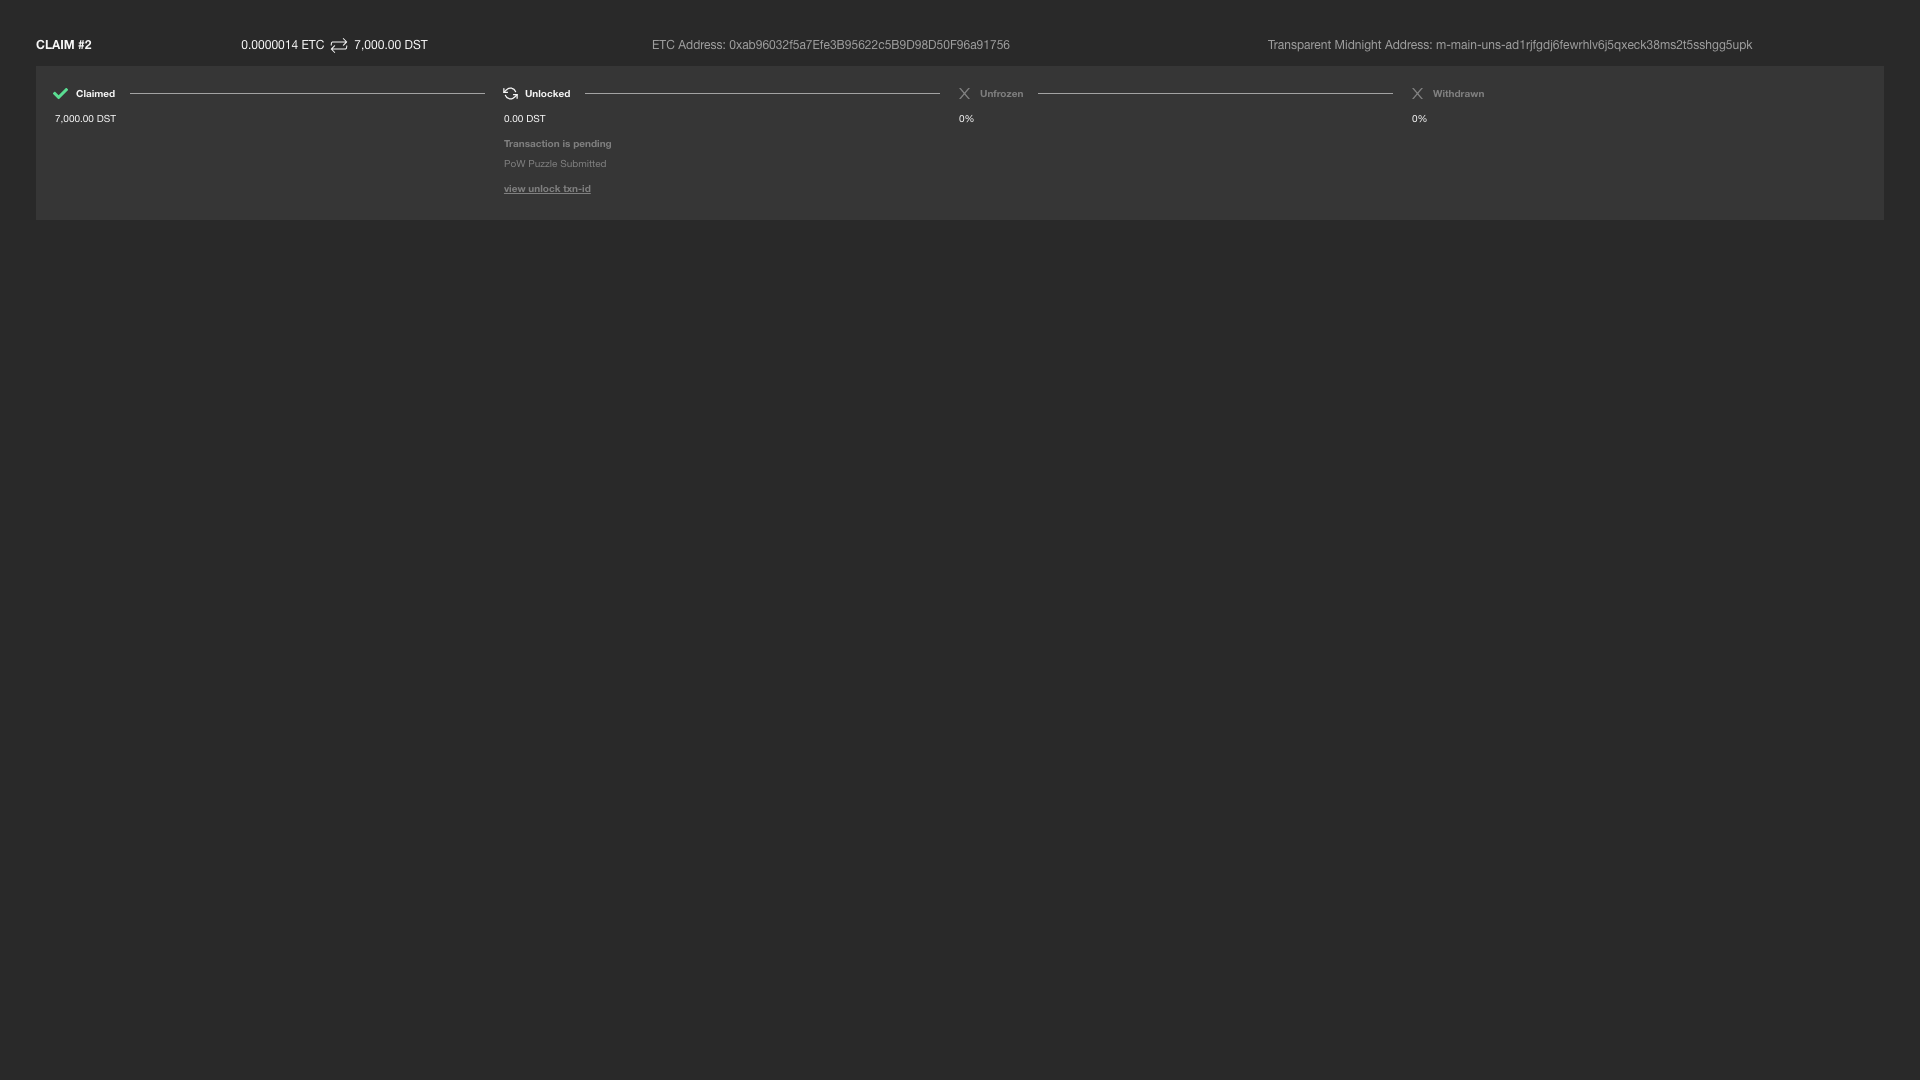 CLAIM #2 0.0000014 ETC 7,000.00 DST ETC Address: 0xab96032f5a7Efe3B95622c5B9D98D50F96a91756 Transparent Midnight Address: m-main-uns-ad1rjfgdj6fewrhlv6j5qxeck38ms2t5sshgg5upk
Claimed Unlocked Unfrozen Withdrawn
7,000.00 DST 0.00 DST 0% 0%
Transaction is pending
PoW Puzzle Submitted
view unlock txn-id